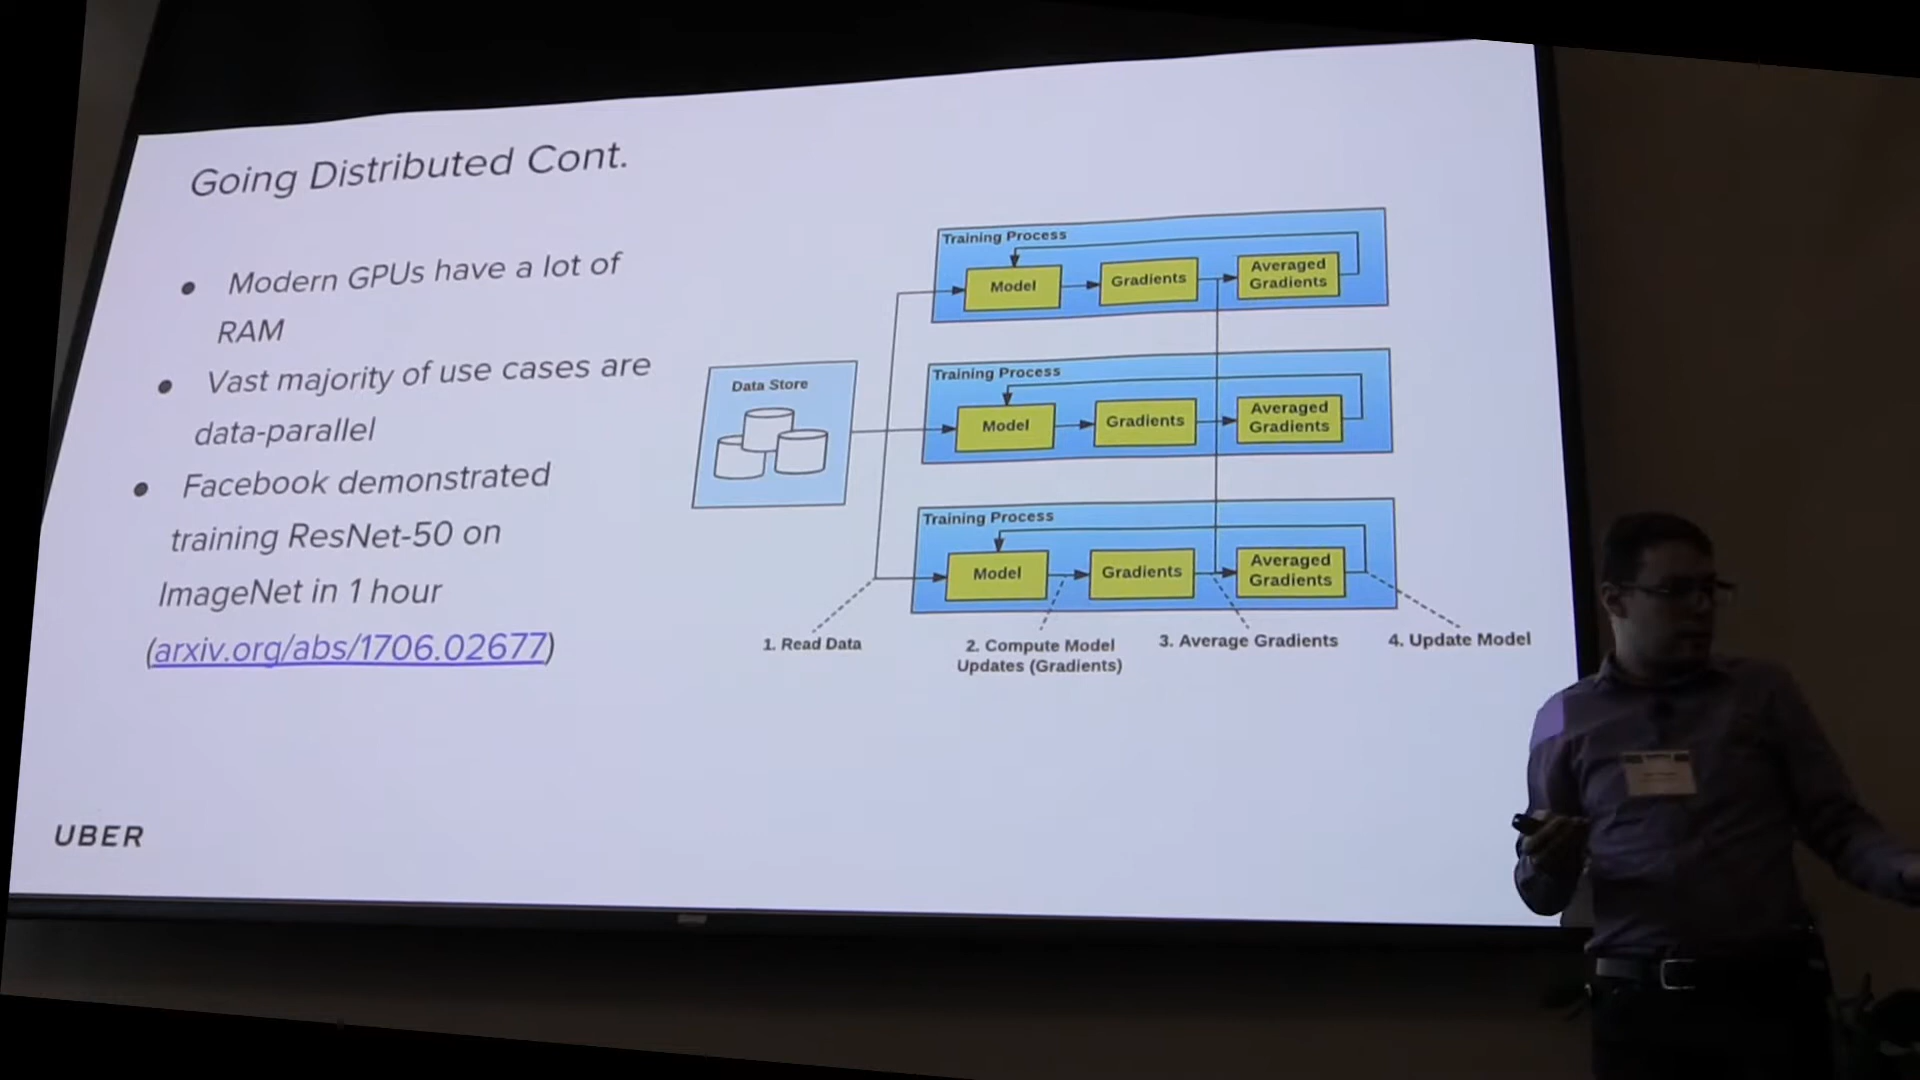 Going Distributed Cont.
● Modern GPUs have a lot of
RAM
● Vast majority of use cases are
data-parallel
● Facebook demonstrated
training ResNet-50 on
ImageNet in 1 hour
(arxiv.org/abs/1706.02677)
UBER
Data Store
Training Process
Model
Gradients
Averaged
Gradients
Training Process
Model
Gradients
Averaged
Gradients
Training Process
Model
Gradients
Averaged
Gradients
1. Read Data
2. Compute Model
Updates (Gradients)
3. Average Gradients
4. Update Model